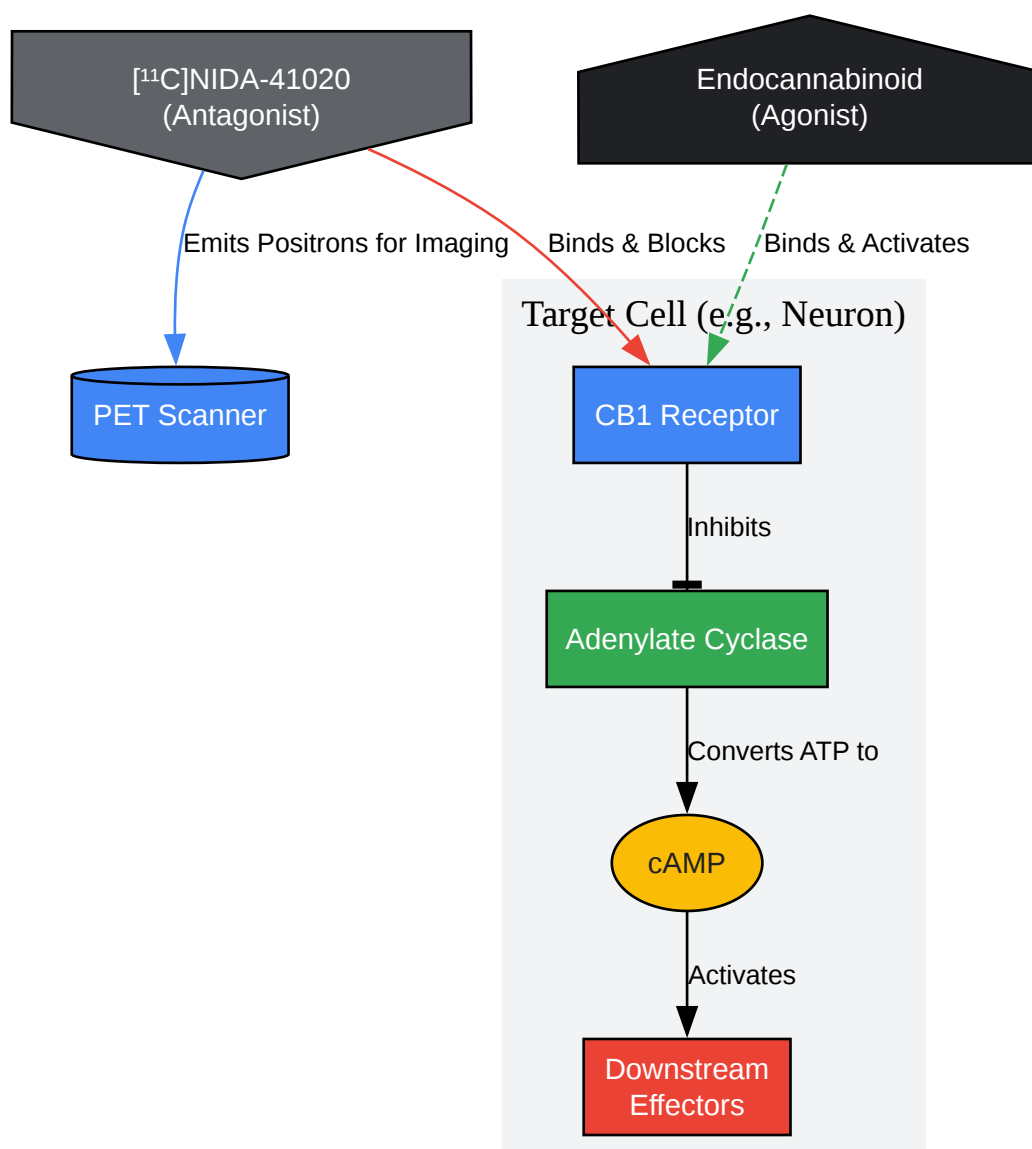 [¹¹C]NIDA-41020
(Antagonist)
Endocannabinoid
(Agonist)
Emits Positrons for Imaging
Binds & Blocks
Binds & Activates
Target Cell (e.g., Neuron)
PET Scanner
CB1 Receptor
Inhibits
Adenylate Cyclase
Converts ATP to
cAMP
Activates
Downstream
Effectors